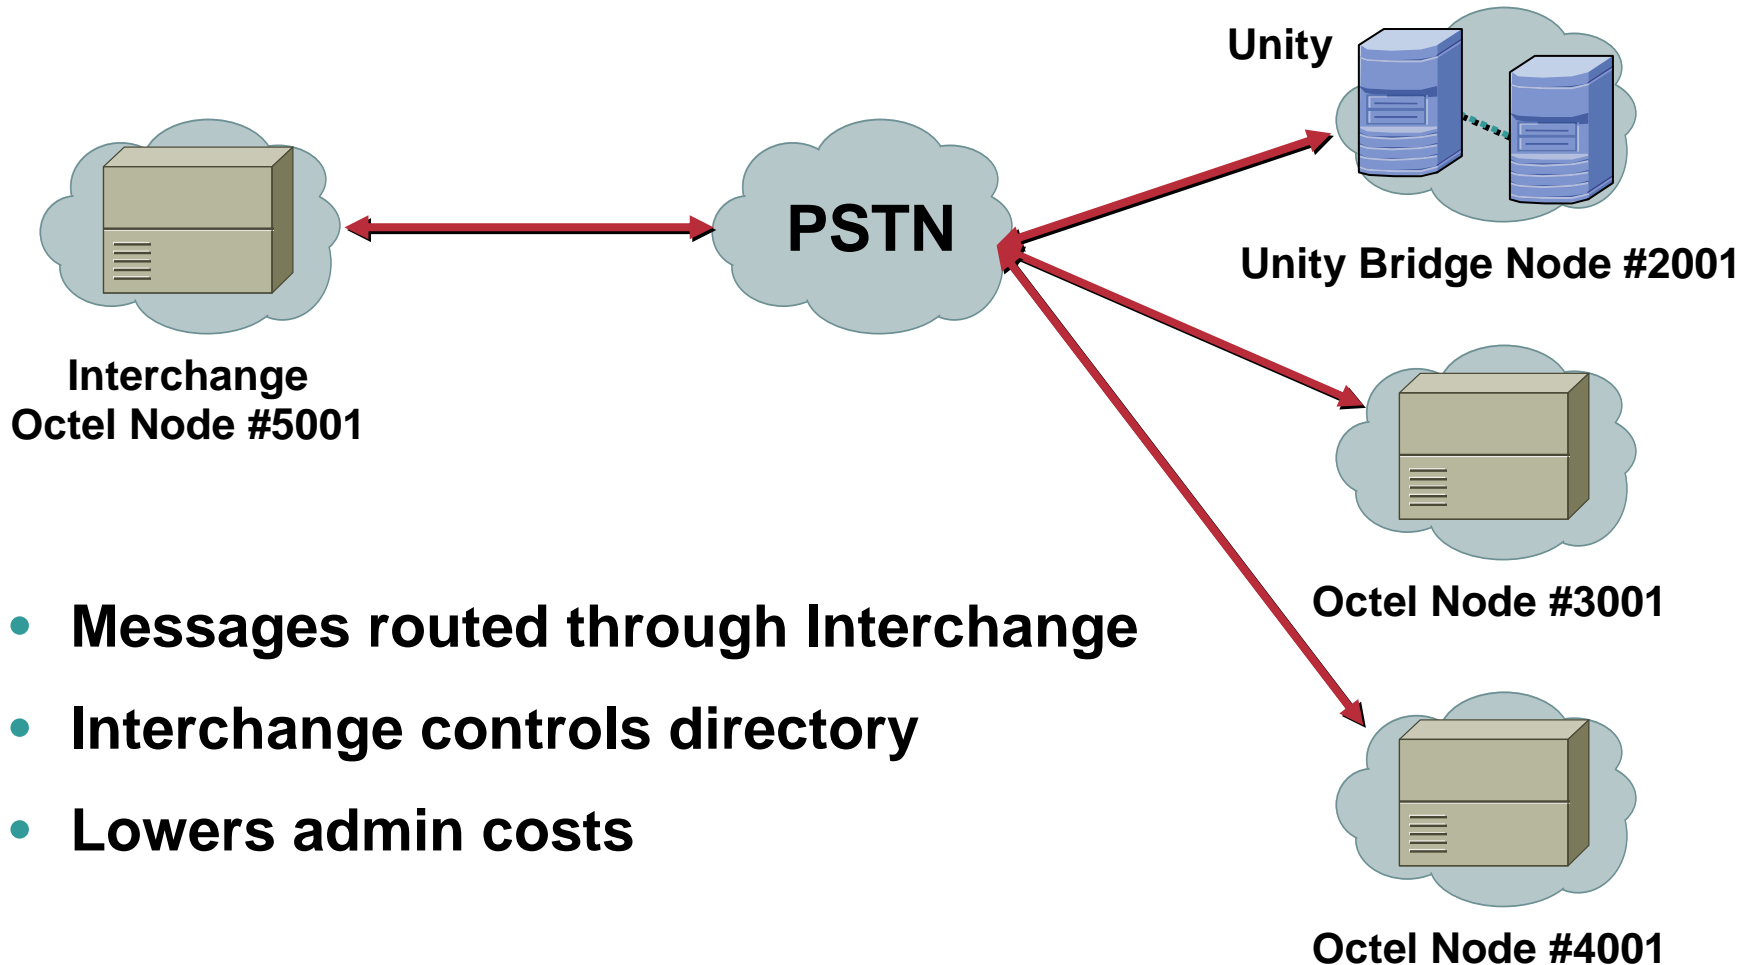 Unity
PSTN
Unity Bridge Node #2001
Interchange
Octel Node #5001
Octel Node #3001
• Messages routed through Interchange
• Interchange controls directory
• Lowers admin costs
Octel Node #4001